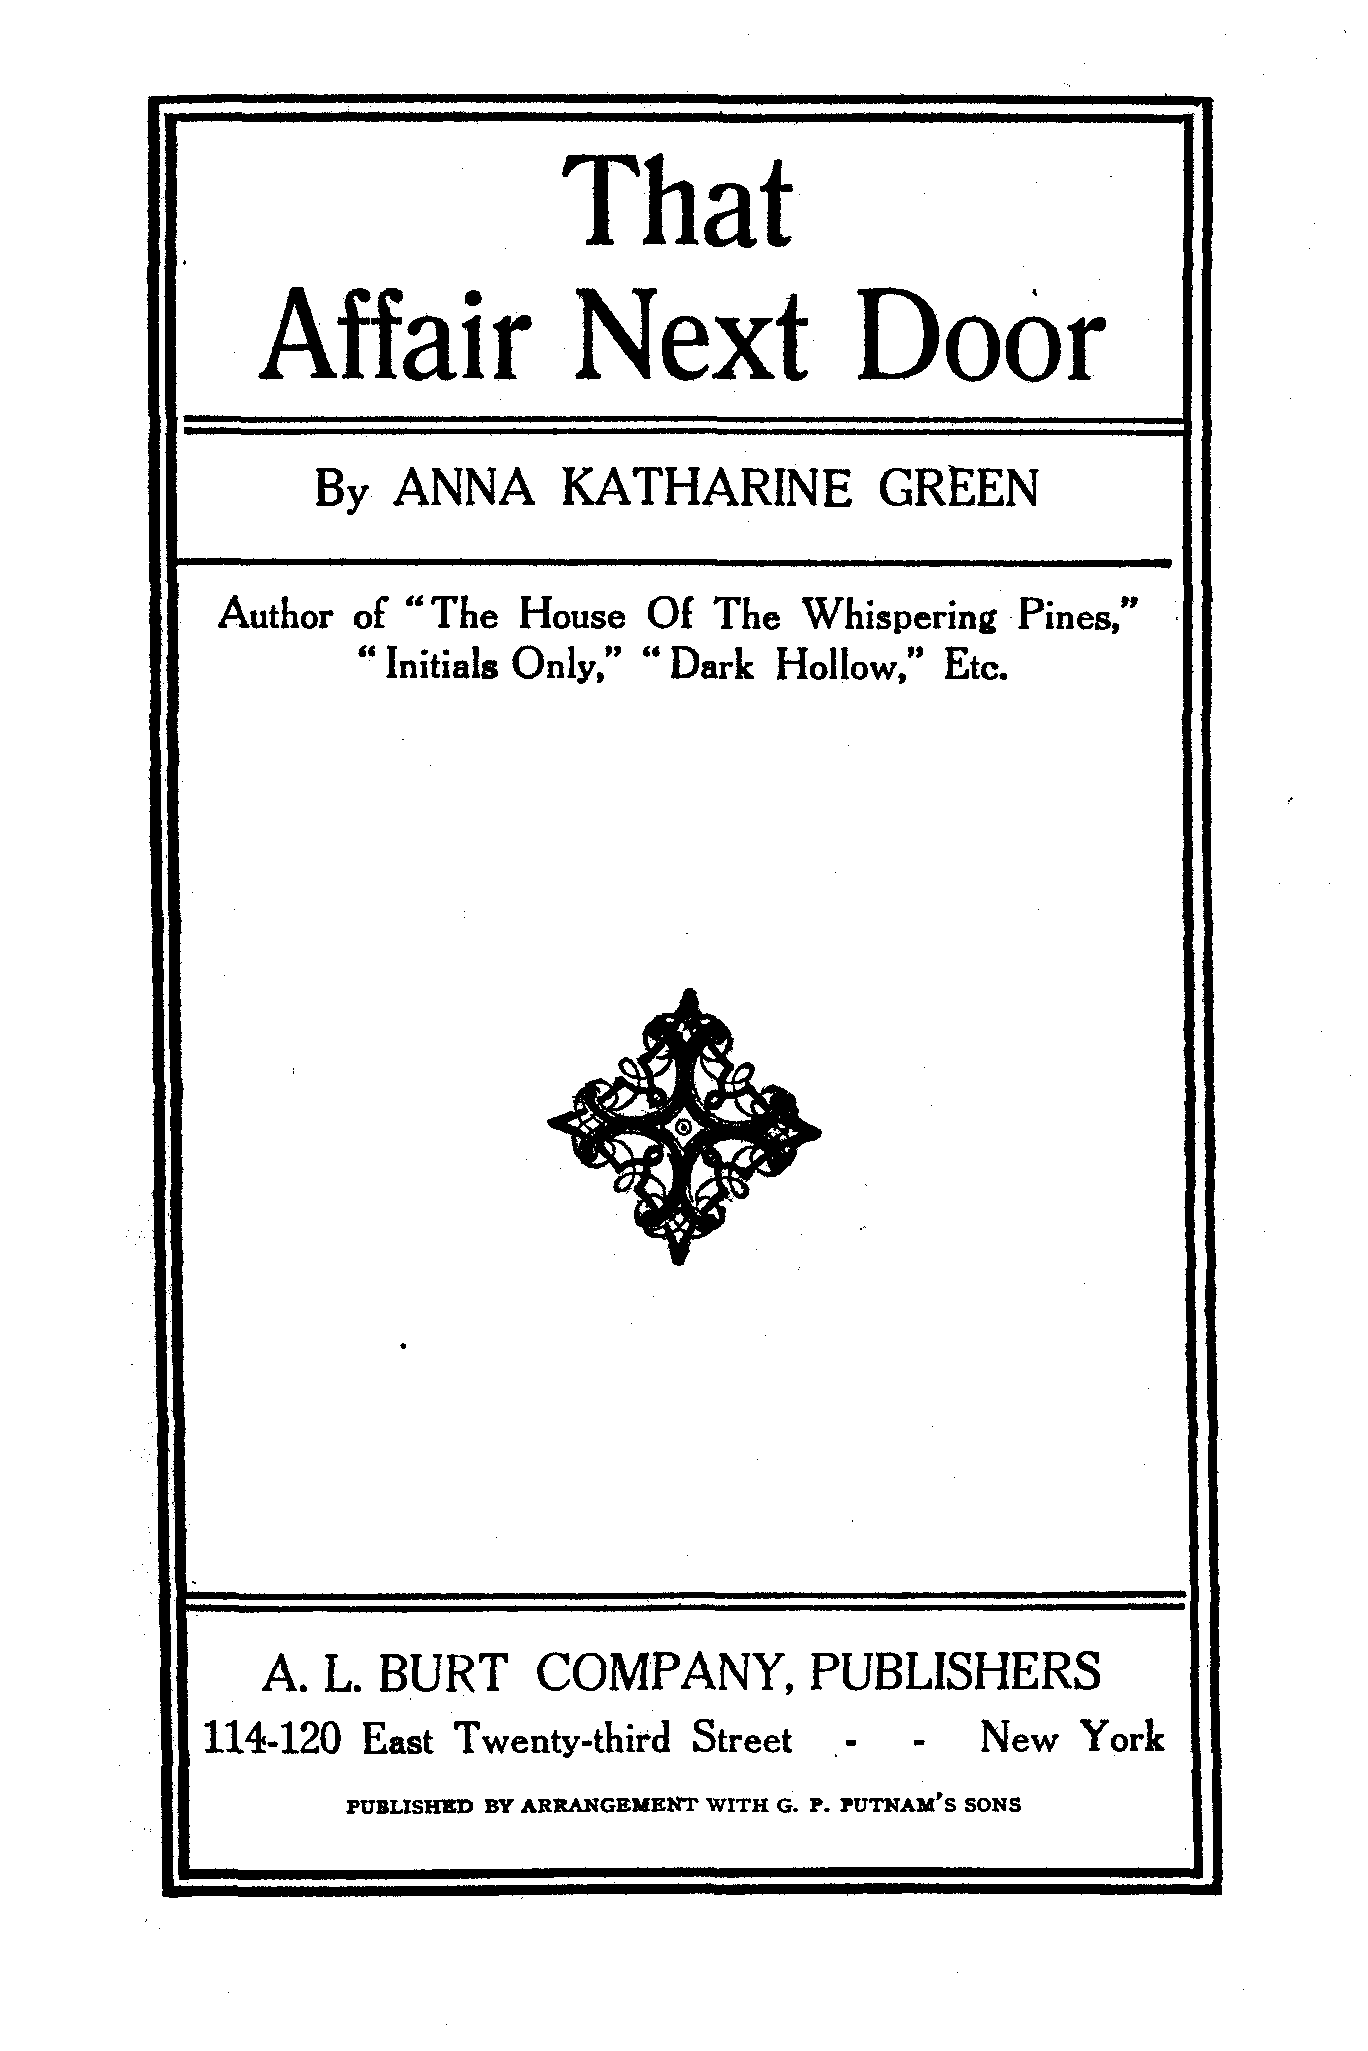 That
Affair Next Door
By ANNA KATHARINE GREEN
Author of "The House Of The Whispering Pines,"
"Initials Only," "Dark Hollow," Etc.
A. L. BURT COMPANY, PUBLISHERS
114-120 East Twenty-third Street - - New York
PUBLISHED BY ARRANGEMENT WITH G. P. PUTNAM'S SONS